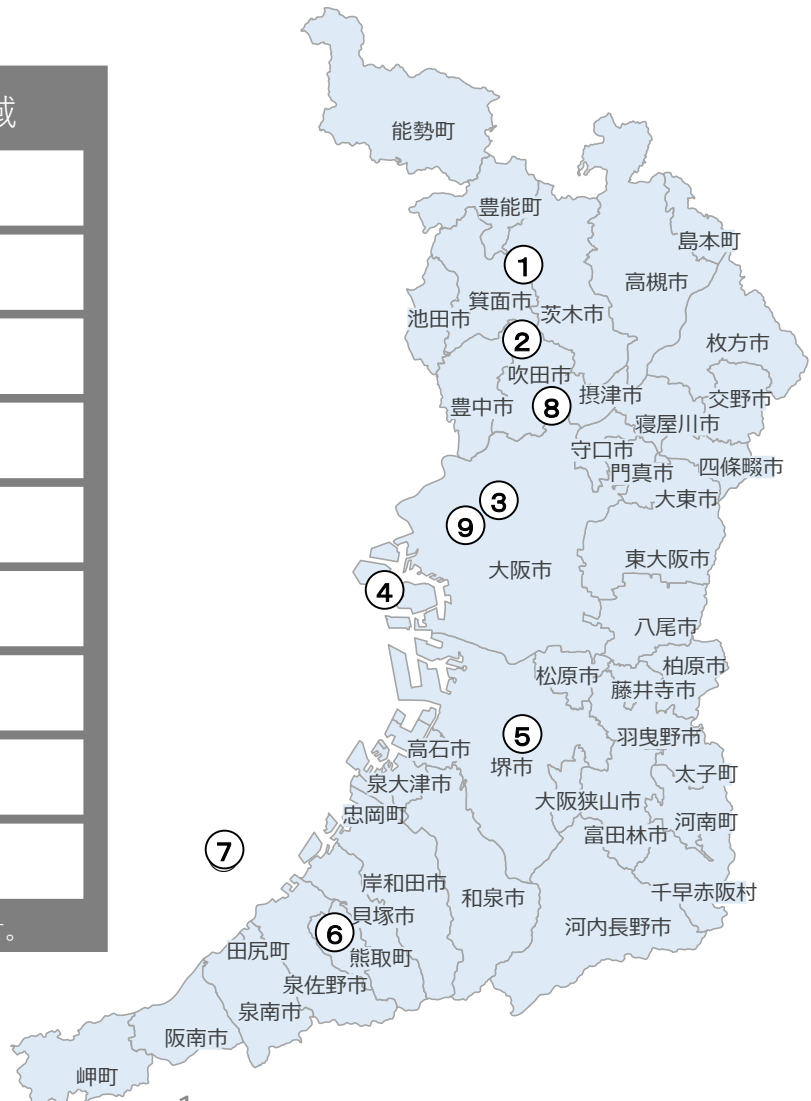 域
す。
能勢町
豊能町
島本町
①
高槻市
箕面市
茨木市
池田市
②
枚方市
吹田市
摂津市
交野市
豊中市
⑧
寝屋川市
守口市
門真市
四條畷市
③
大東市
⑨
東大阪市
大阪市
④
八尾市
松原市
柏原市
藤井寺市
⑤
羽曳野市
高石市
堺市
太子町
泉大津市
大阪狭山市
忠岡町
河南町
富田林市
⑦
岸和田市
千早赤阪村
和泉市
貝塚市
河内長野市
⑥
田尻町
熊取町
泉佐野市
泉南市
阪南市
岬町